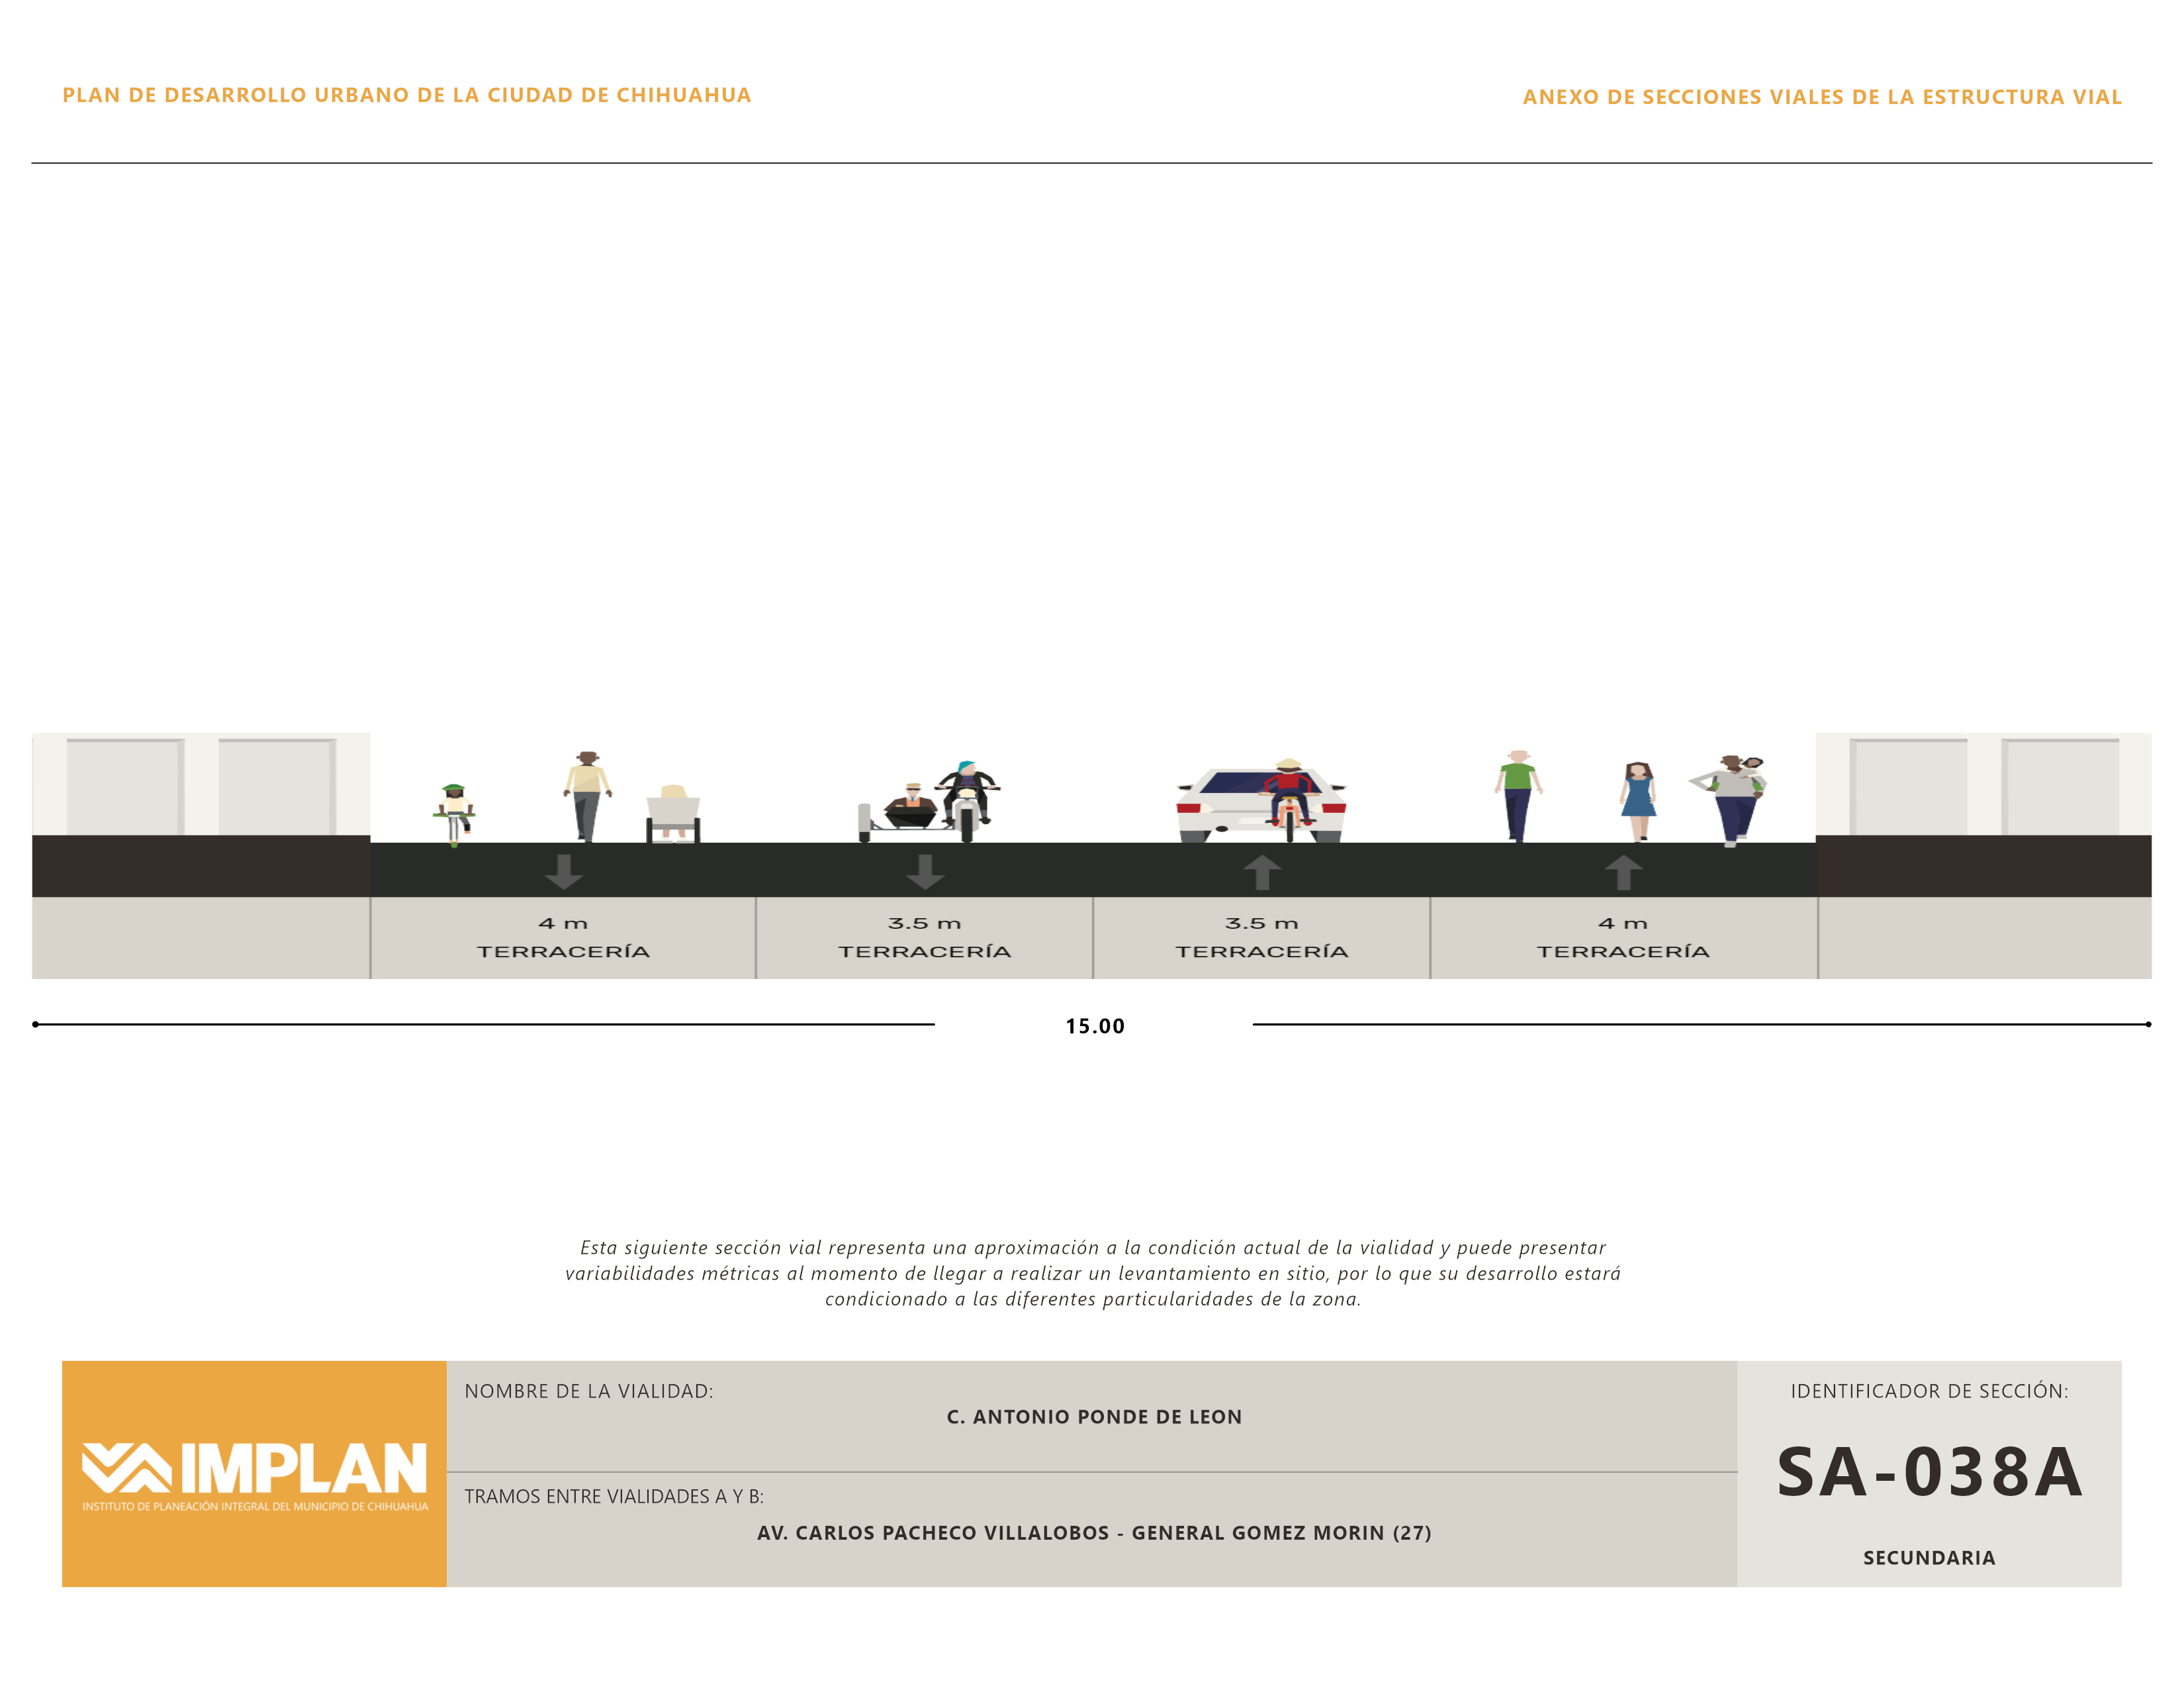 PLAN DE DESARROLLO URBANO DE LA CIUDAD DE CHIHUAHUA
ANEXO DE SECCIONES VIALES DE LA ESTRUCTURA VIAL
4 m
TERRACERÍA
3.5 m
TERRACERÍA
3.5 m
TERRACERÍA
4 m
TERRACERÍA
15.00
Esta siguiente sección vial representa una aproximación a la condición actual de la vialidad y puede presentar
variabilidades métricas al momento de llegar a realizar un levantamiento en sitio, por lo que su desarrollo estará
condicionado a las diferentes particularidades de la zona.
IMPLAN
INSTITUTO DE PLANEACIÓN INTEGRAL DEL MUNICIPIO DE CHIHUAHUA
NOMBRE DE LA VIALIDAD:
C. ANTONIO PONDE DE LEON
TRAMOS ENTRE VIALIDADES A Y B:
AV. CARLOS PACHECO VILLALOBOS - GENERAL GOMEZ MORIN (27)
IDENTIFICADOR DE SECCIÓN:
SA-038A
SECUNDARIA